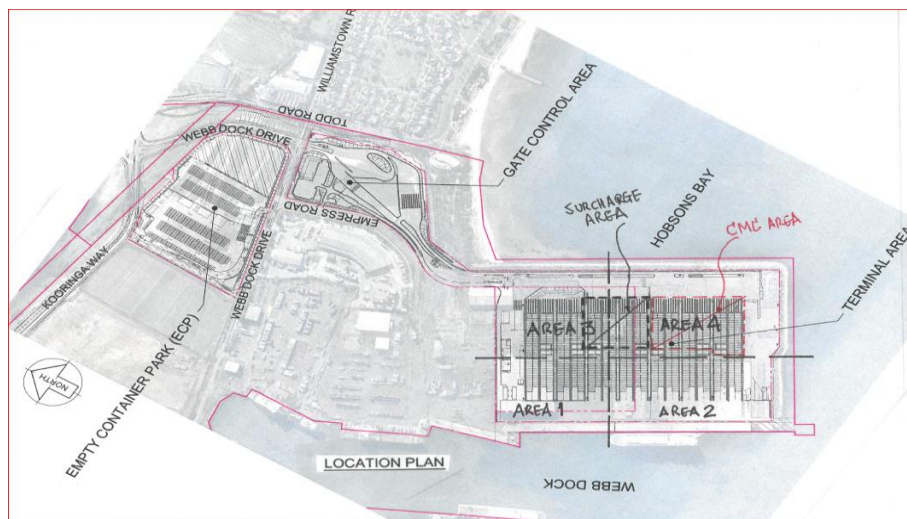 WILLIAMSTOWN R
TODD ROAD
WEBB DOCK DRIVE
GATE CONTROL AREA
EMPRESS ROAD
SURCHARGE
AREA
HOBSONS BAY
CMC AREA
TERMINAL AREA
KOORINGA WAY
WEBB DOCK DRIVE
EMPTY CONTAINER PARK (ECP)
NORTH
AREA 3
AREA 4
AREA 1
AREA 2
LOCATION PLAN
WEBB DOCK